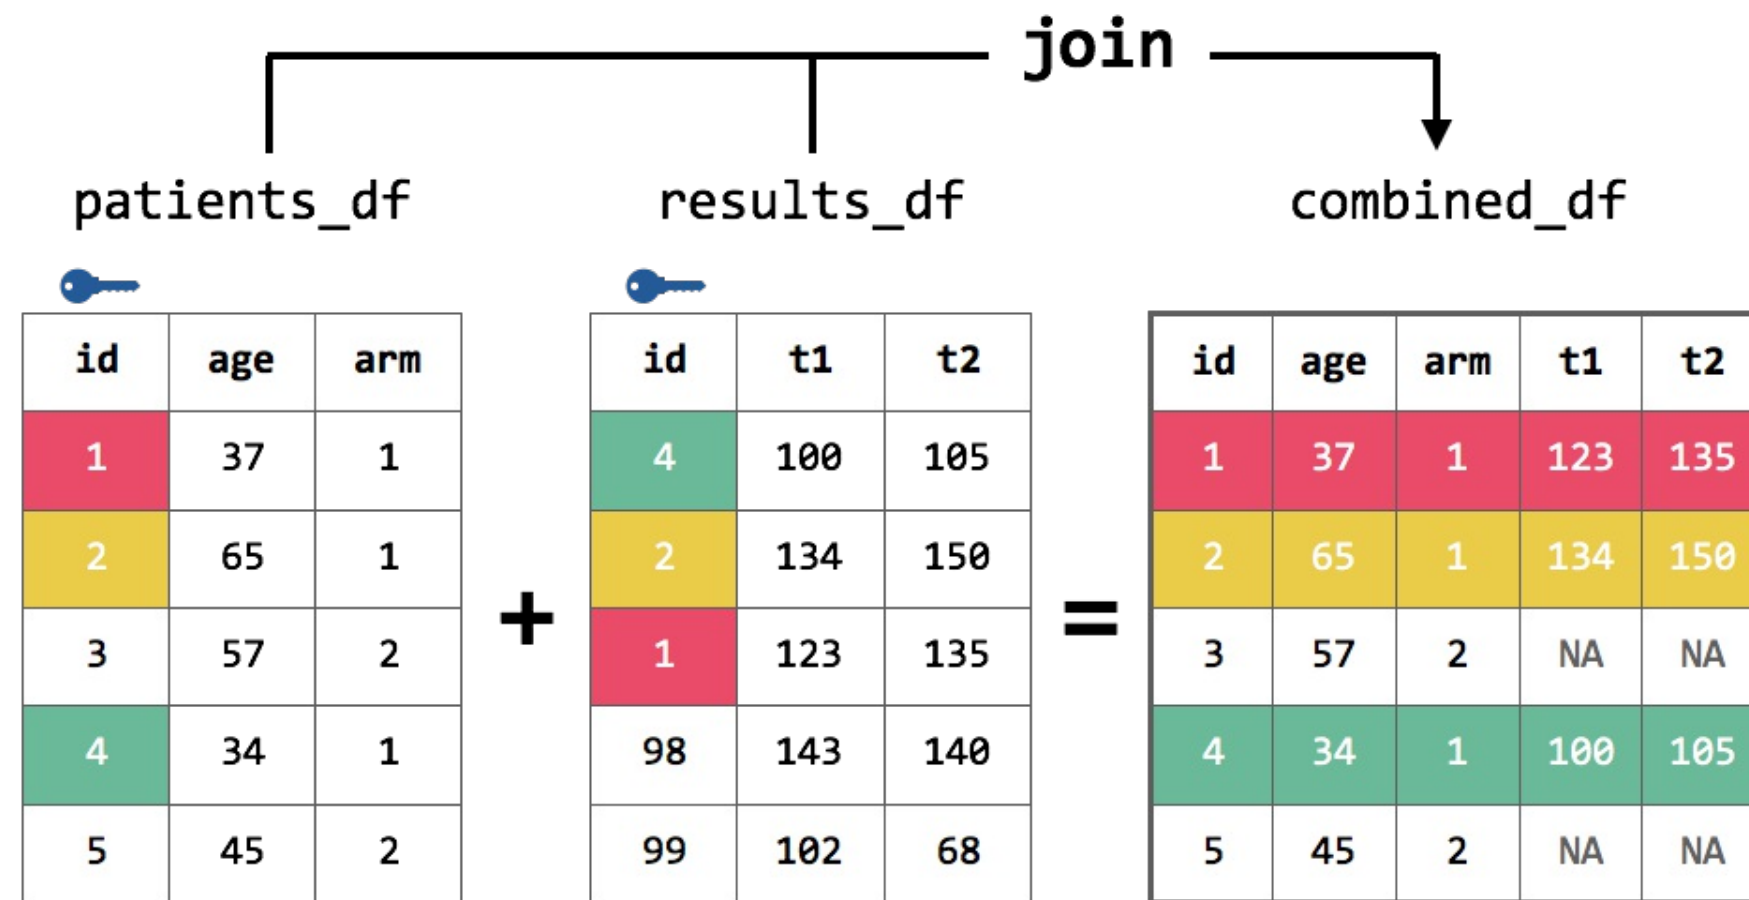 join
patients_df results_df combined_df
id age arm id t1 t2 id age arm t1 t2
1 37 1 4 100 105 1 37 1 123 135
2 65 1 2 134 150 2 65 1 134 150
+ =
3 57 2 1 123 135 3 57 2 NA NA
4 34 1 98 143 140 4 34 1 100 105
5 45 2 99 102 68 5 45 2 NA NA